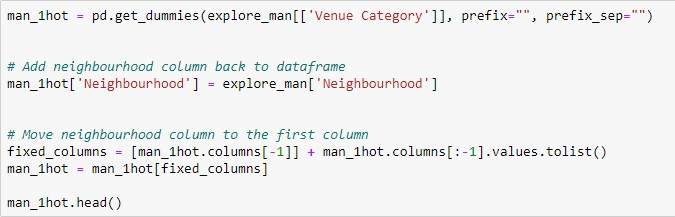 man_1hot = pd.get_dummies(explore_man[['Venue Category']], prefix="", prefix_sep="")
# Add neighbourhood column back to dataframe
man_1hot['Neighbourhood'] = explore_man['Neighbourhood']
# Move neighbourhood column to the first column
fixed_columns = [man_1hot.columns[-1]] + man_1hot.columns[:-1].values.tolist()
man_1hot = man_1hot[fixed_columns]
man_1hot.head()